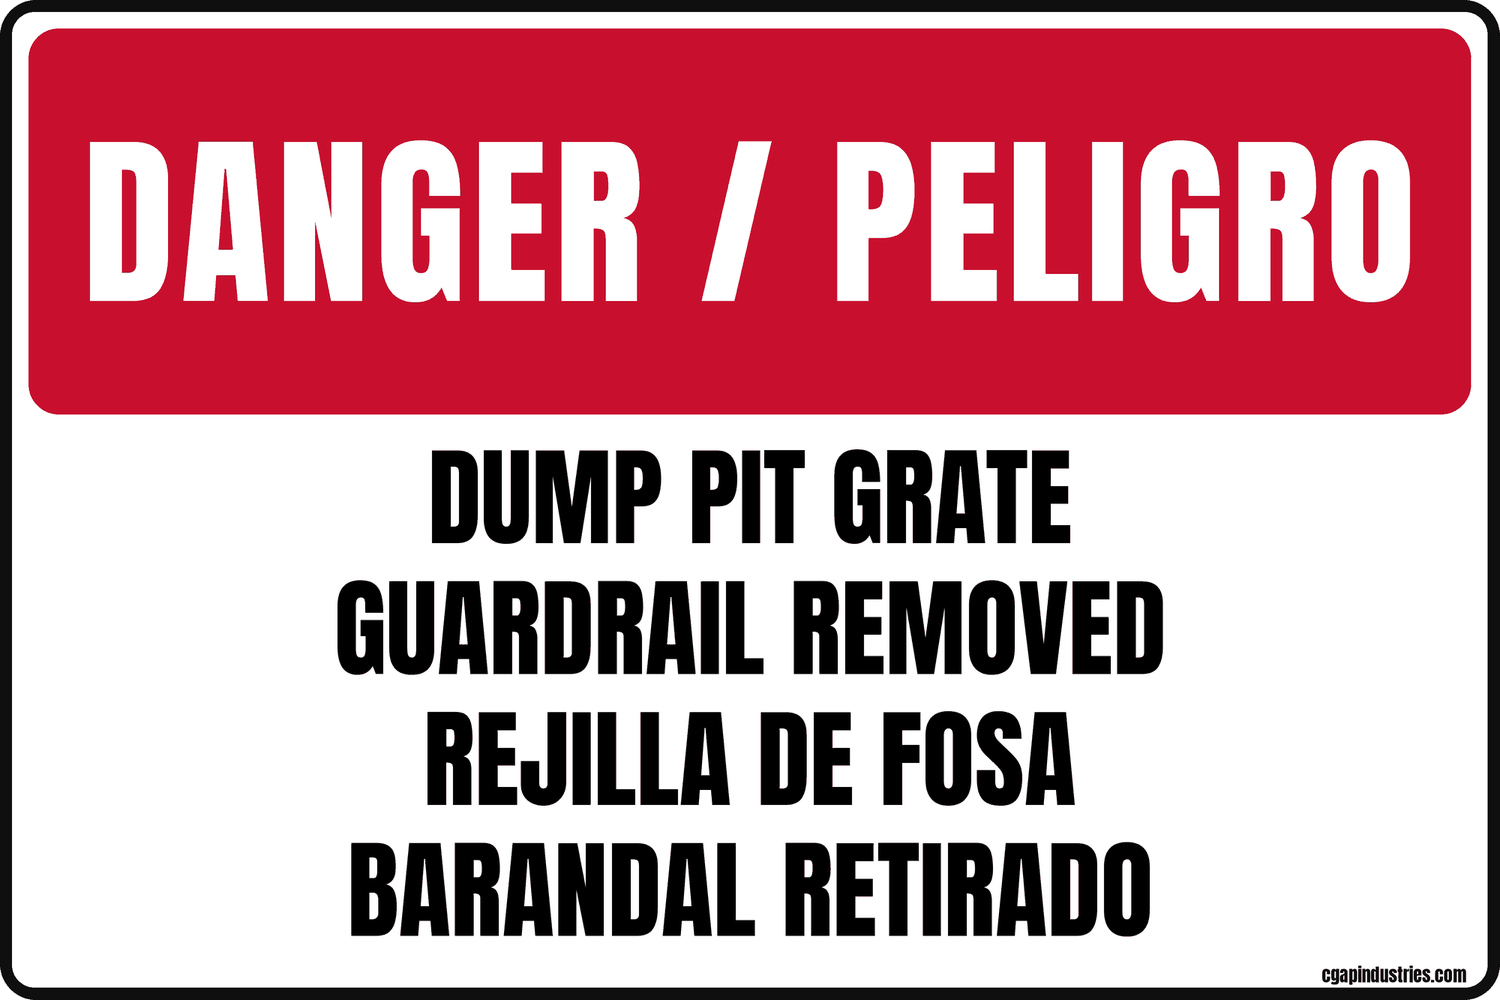 DANGER / PELIGRO
DUMP PIT GRATE
GUARDRAIL REMOVED
REJILLA DE FOSA
BARANDAL RETIRADO
cgapindustries.com